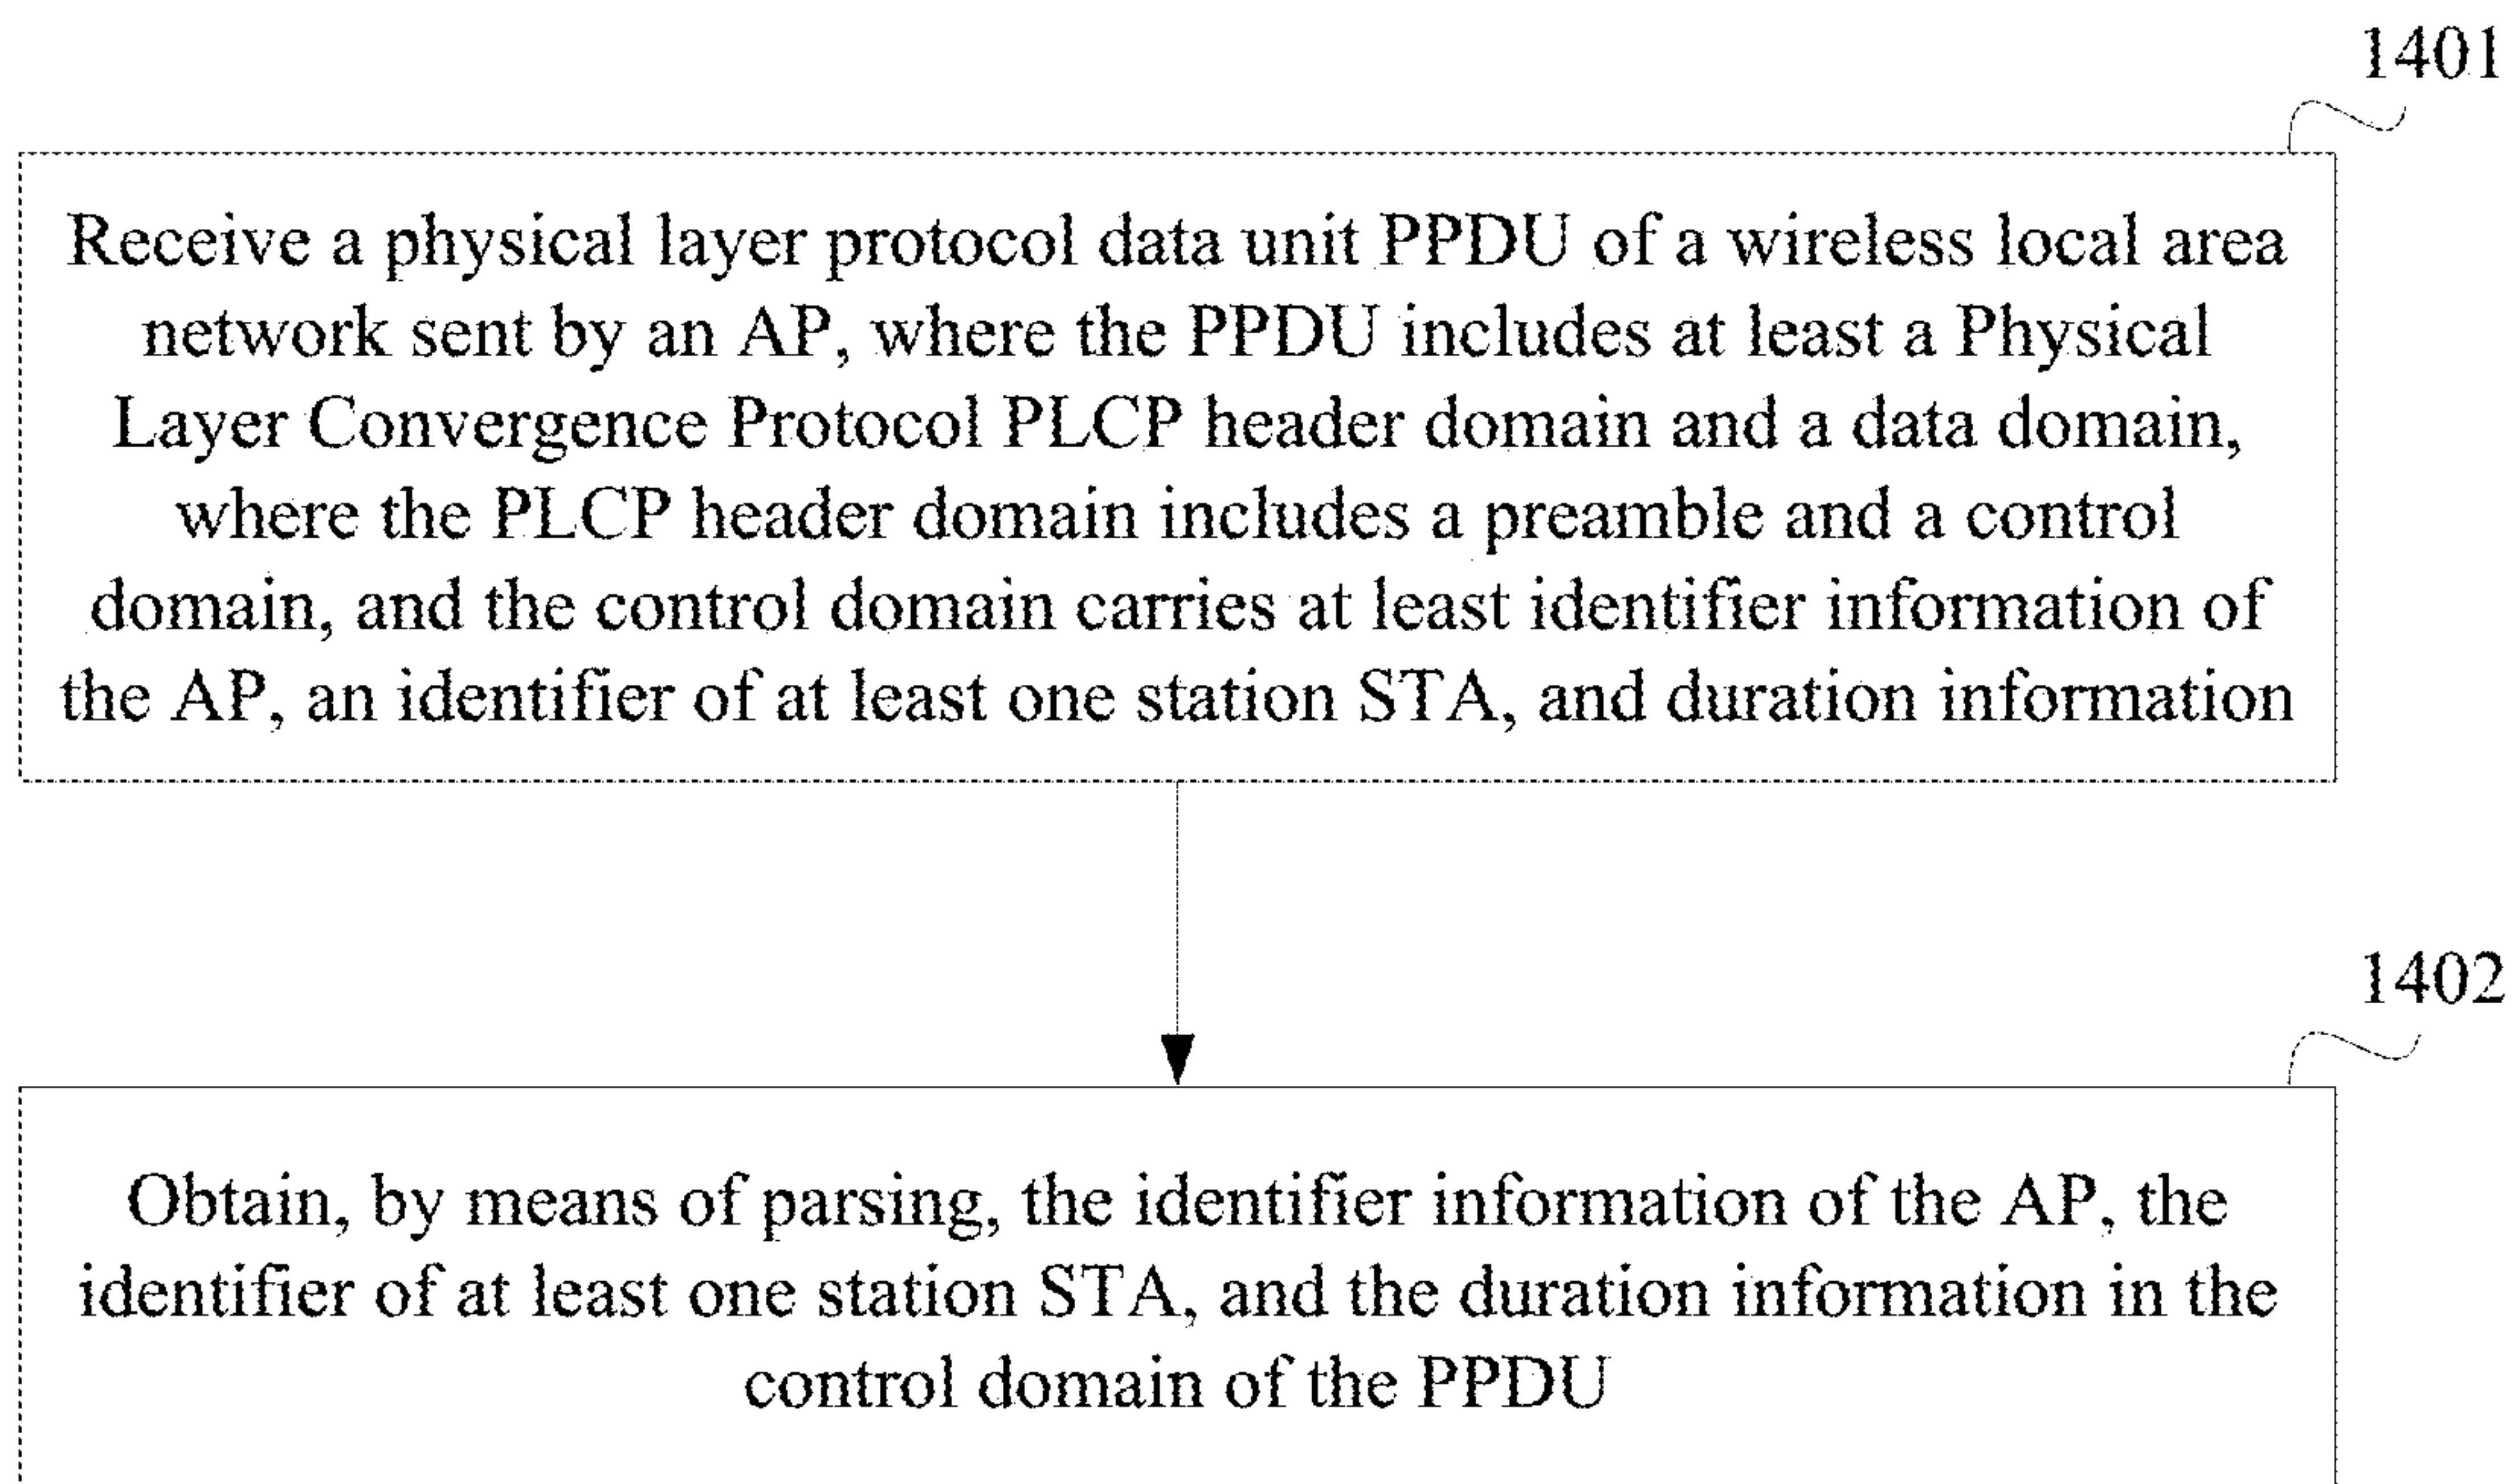 1401
Receive a physical layer protocol data unit PPDU of a wireless local area
network sent by an AP, where the PPDU includes at least a Physical
Layer Convergence Protocol PLCP header domain and a data domain,
where the PLCP header domain includes a preamble and a control
domain, and the control domain carries at least identifier information of
the AP, an identifier of at least one station STA, and duration information
1402
Obtain, by means of parsing, the identifier information of the AP, the
identifier of at least one station STA, and the duration information in the
control domain of the PPDU